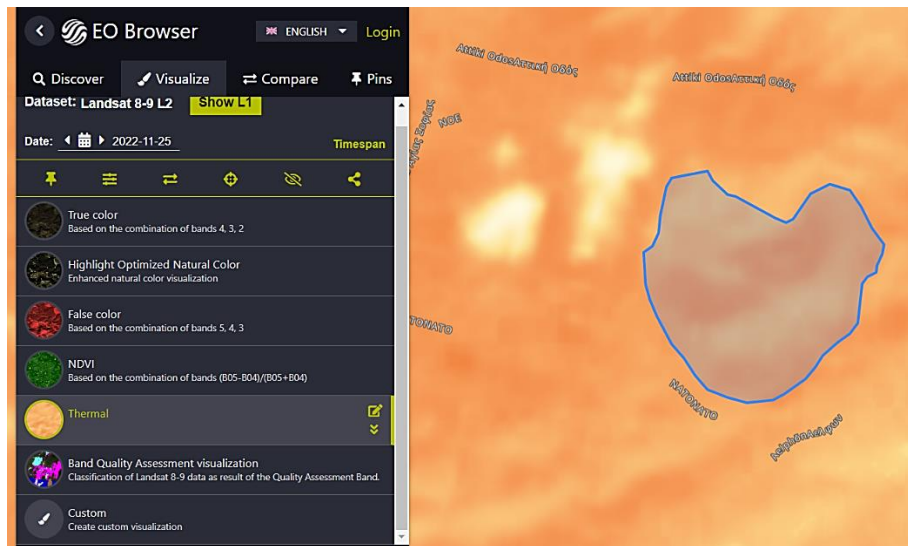 EO Browser
ENGLISH
Login
Discover
Visualize
Compare
Pins
Dataset: Landsat 8-9 L2
Show L1
Date:
2022-11-25
Timespan
True color
Based on the combination of bands 4, 3, 2
Highlight Optimized Natural Color
Enhanced natural color visualization
False color
Based on the combination of bands 5, 4, 3
NDVI
Based on the combination of bands (B05-B04)/(B05+B04)
Thermal
Band Quality Assessment visualization
Classification of Landsat 8-9 data as result of the Quality Assessment Band.
Custom
Create custom visualization
Attiki OdosΑττική Οδός
Attiki OdosΑττική Οδός
Αγίας Σοφίας
ΝΟΕ
ΤΟΝΑΤΟ
NATOΝΑΤΟ